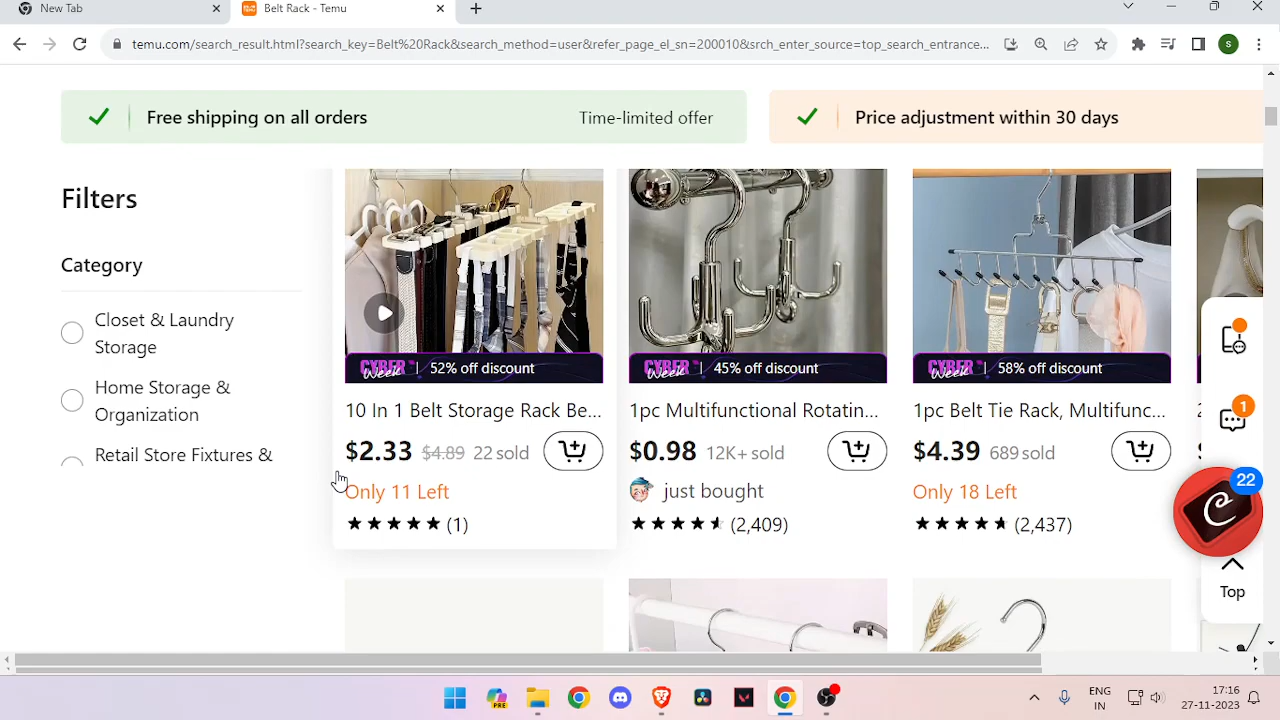 New Tab
Belt Rack - Temu
temu.com/search_result.html?search_key=Belt%20Rack&search_method=user&refer_page_el_sn=200010&srch_enter_source=top_search_entrance...
S
Free shipping on all orders
Time-limited offer
Price adjustment within 30 days
Filters
Category
Closet & Laundry
Storage
Home Storage &
Organization
Retail Store Fixtures &
CYBER Week
52% off discount
10 In 1 Belt Storage Rack Be...
$2.33 $4.89 22 sold
Only 11 Left
(1)
CYBER Week
45% off discount
1pc Multifunctional Rotatin...
$0.98 12K+ sold
just bought
(2,409)
CYBER Week
58% off discount
1pc Belt Tie Rack, Multifunc...
$4.39 689 sold
Only 18 Left
(2,437)
1
22
Top
PRE
ENG
IN
17:16
27-11-2023